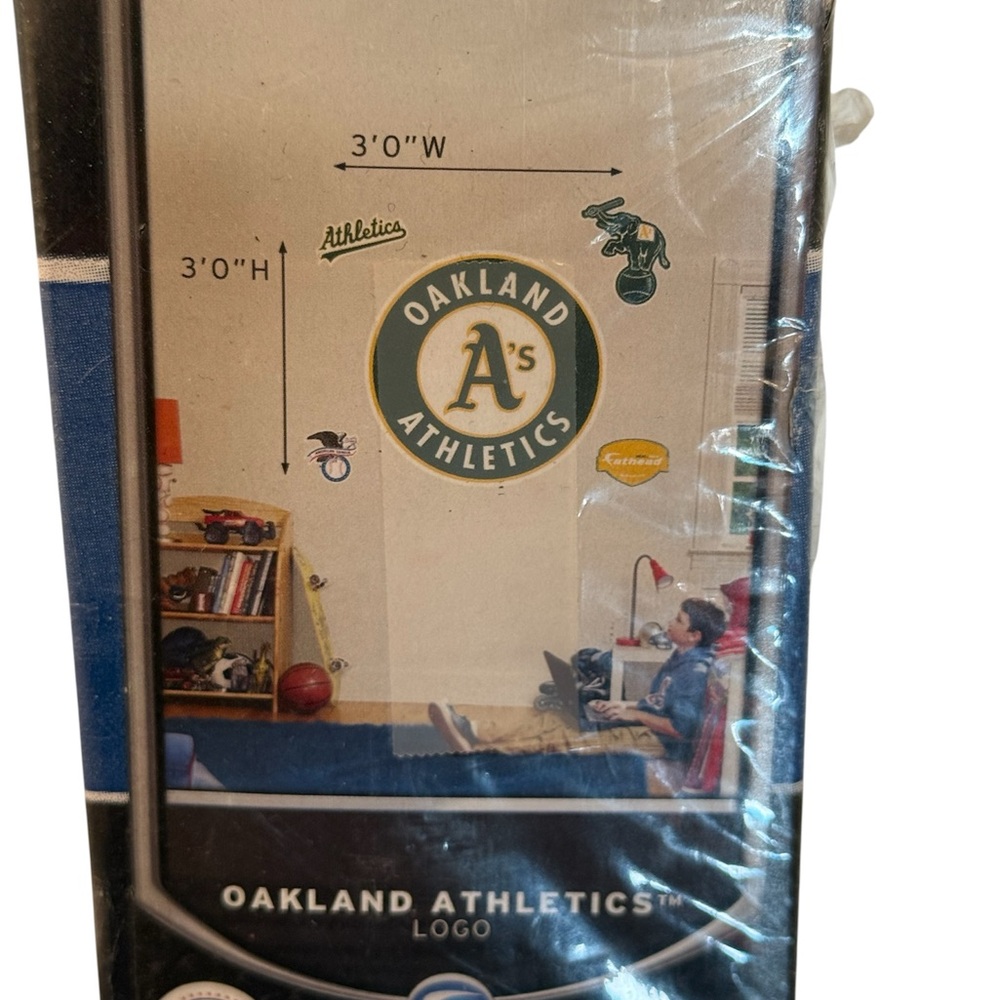 3'0"W
Athletics
A's
3'0"H
OAKLAND
A's
ATHLETICS
Fathead
OAKLAND ATHLETICS™
LOGO